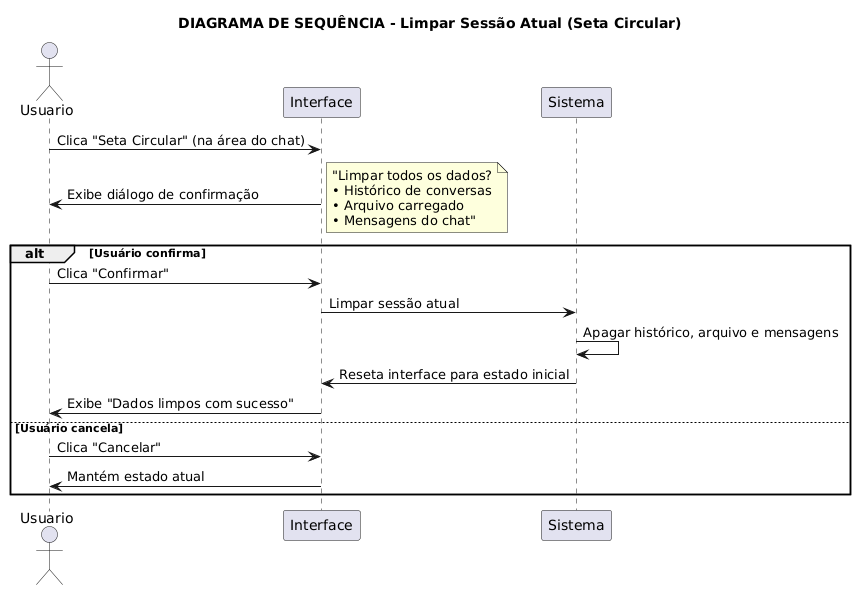 DIAGRAMA DE SEQUÊNCIA - Limpar Sessão Atual (Seta Circular)
Usuario
Interface
Sistema
Clica "Seta Circular" (na área do chat)
"Limpar todos os dados?
• Histórico de conversas
• Arquivo carregado
• Mensagens do chat"
Exibe diálogo de confirmação
alt
[Usuário confirma]
Clica "Confirmar"
Limpar sessão atual
Apagar histórico, arquivo e mensagens
Reseta interface para estado inicial
Exibe "Dados limpos com sucesso"
[Usuário cancela]
Clica "Cancelar"
Mantém estado atual
Usuario
Interface
Sistema